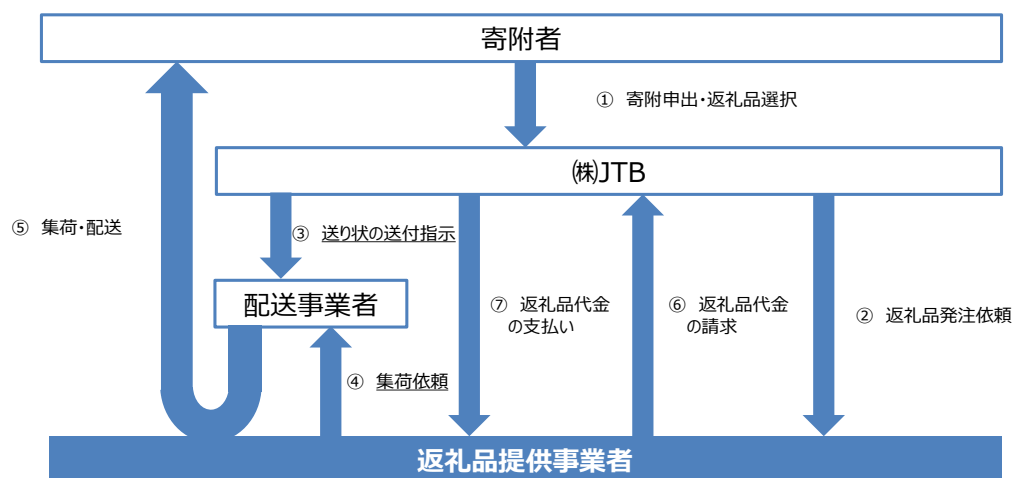 寄附者
① 寄附申出・返礼品選択
㈱JTB
⑤ 集荷・配送
③ 送り状の送付指示
配送事業者
⑦ 返礼品代金
の支払い
⑥ 返礼品代金
の請求
② 返礼品発注依頼
④ 集荷依頼
返礼品提供事業者